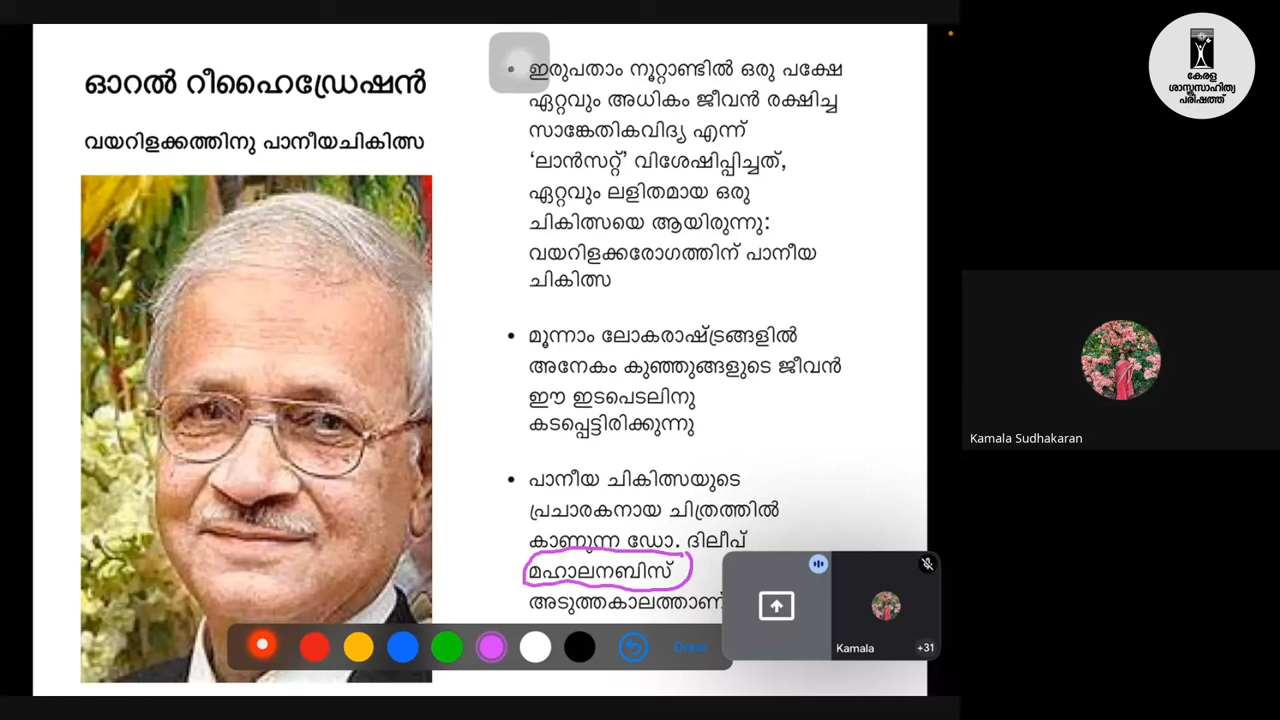 ഓറൽ റീഹൈഡ്രേഷൻ
വയറിളക്കത്തിനു പാനീയചികിത്സ
• ഇരുപതാം നൂറ്റാണ്ടിൽ ഒരു പക്ഷേ
ഏറ്റവും അധികം ജീവൻ രക്ഷിച്ച
സാങ്കേതികവിദ്യ എന്ന്
‘ലാൻസറ്റ്’ വിശേഷിപ്പിച്ചത്,
ഏറ്റവും ലളിതമായ ഒരു
ചികിത്സയെ ആയിരുന്നു:
വയറിളക്കരോഗത്തിന് പാനീയ
ചികിത്സ
• മൂന്നാം ലോകരാഷ്ട്രങ്ങളിൽ
അനേകം കുഞ്ഞുങ്ങളുടെ ജീവൻ
ഈ ഇടപെടലിനു
കടപ്പെട്ടിരിക്കുന്നു
• പാനീയ ചികിത്സയുടെ
പ്രചാരകനായ ചിത്രത്തിൽ
കാണുന്ന ഡോ. ദിലീപ്
മഹാലനബിസ്
അടുത്തകാലത്താണ്
Done
Kamala
+31
കേരള
ശാസ്ത്രസാഹിത്യ
പരിഷത്ത്
Kamala Sudhakaran